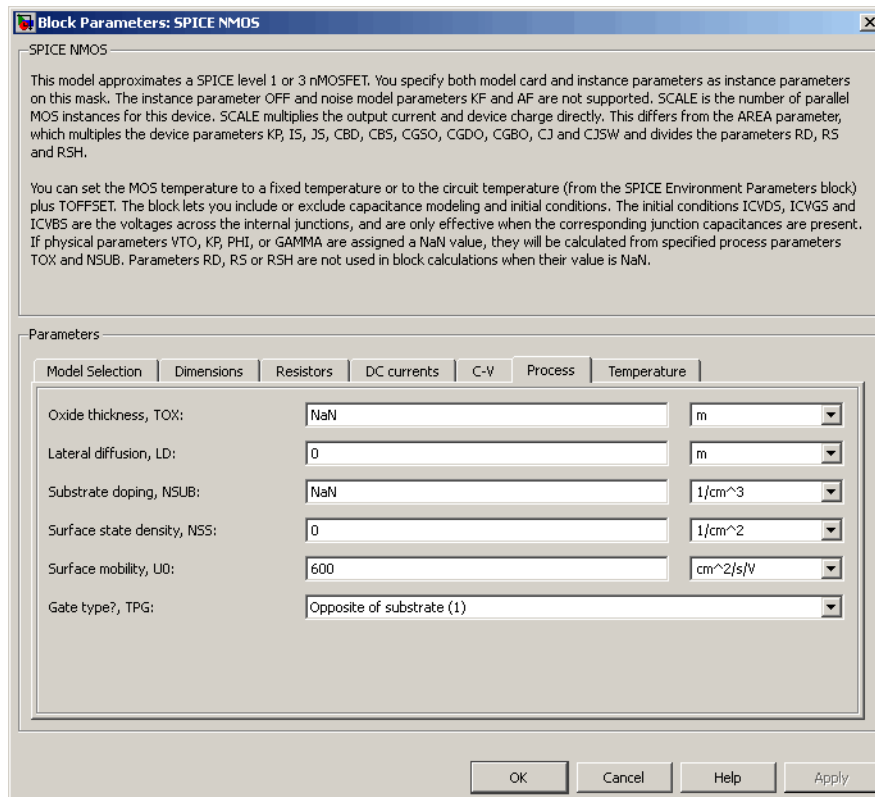 Block Parameters: SPICE NMOS
SPICE NMOS
This model approximates a SPICE level 1 or 3 nMOSFET. You specify both model card and instance parameters as instance parameters
on this mask. The instance parameter OFF and noise model parameters KF and AF are not supported. SCALE is the number of parallel
MOS instances for this device. SCALE multiplies the output current and device charge directly. This differs from the AREA parameter,
which multiples the device parameters KP, IS, JS, CBD, CBS, CGSO, CGDO, CGBO, CJ and CJSW and divides the parameters RD, RS
and RSH.
You can set the MOS temperature to a fixed temperature or to the circuit temperature (from the SPICE Environment Parameters block)
plus TOFFSET. The block lets you include or exclude capacitance modeling and initial conditions. The initial conditions ICVDS, ICVGS and
ICVBS are the voltages across the internal junctions, and are only effective when the corresponding junction capacitances are present.
If physical parameters VTO, KP, PHI, or GAMMA are assigned a NaN value, they will be calculated from specified process parameters
TOX and NSUB. Parameters RD, RS or RSH are not used in block calculations when their value is NaN.
Parameters
Model Selection Dimensions Resistors DC currents C-V Process Temperature
Oxide thickness, TOX: NaN m
Lateral diffusion, LD: 0 m
Substrate doping, NSUB: NaN 1/cm^3
Surface state density, NSS: 0 1/cm^2
Surface mobility, U0: 600 cm^2/s/V
Gate type?, TPG: Opposite of substrate (1)
OK Cancel Help Apply